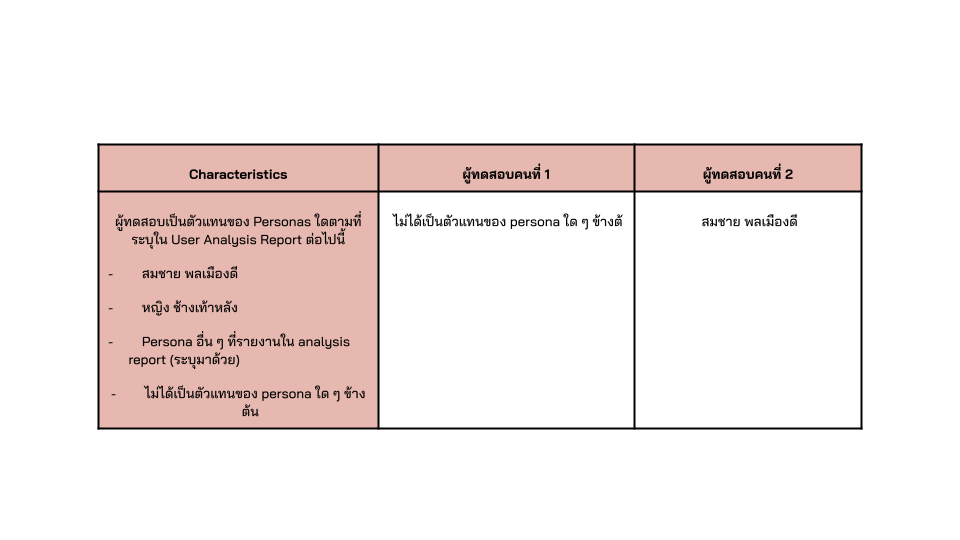 Characteristics
ผู้ทดสอบคนที่ 1
ผู้ทดสอบคนที่ 2
ผู้ทดสอบเป็นตัวแทนของ Personas ใดตามที่
ระบุใน User Analysis Report ต่อไปนี้
- สมชาย พลเมืองดี
- หญิง ช้างเท้าหลัง
- Persona อื่น ๆ ที่รายงานใน analysis
report (ระบุมาด้วย)
- ไม่ได้เป็นตัวแทนของ persona ใด ๆ ข้าง
ต้น
ไม่ได้เป็นตัวแทนของ persona ใด ๆ ข้างต้
สมชาย พลเมืองดี